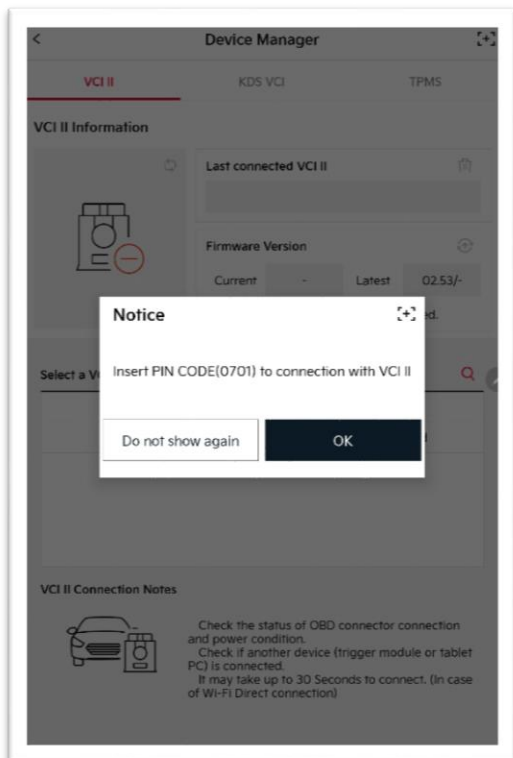 Device Manager
VCI II KDS VCI TPMS
VCI II Information
Last connected VCI II
Firmware Version
Current - Latest 02.53/-
Notice
ed.
Insert PIN CODE(0701) to connection with VCI II
Select a V
Do not show again OK
VCI II Connection Notes
Check the status of OBD connector connection
and power condition.
Check if another device (trigger module or tablet
PC) is connected.
It may take up to 30 Seconds to connect. (In case
of Wi-Fi Direct connection)